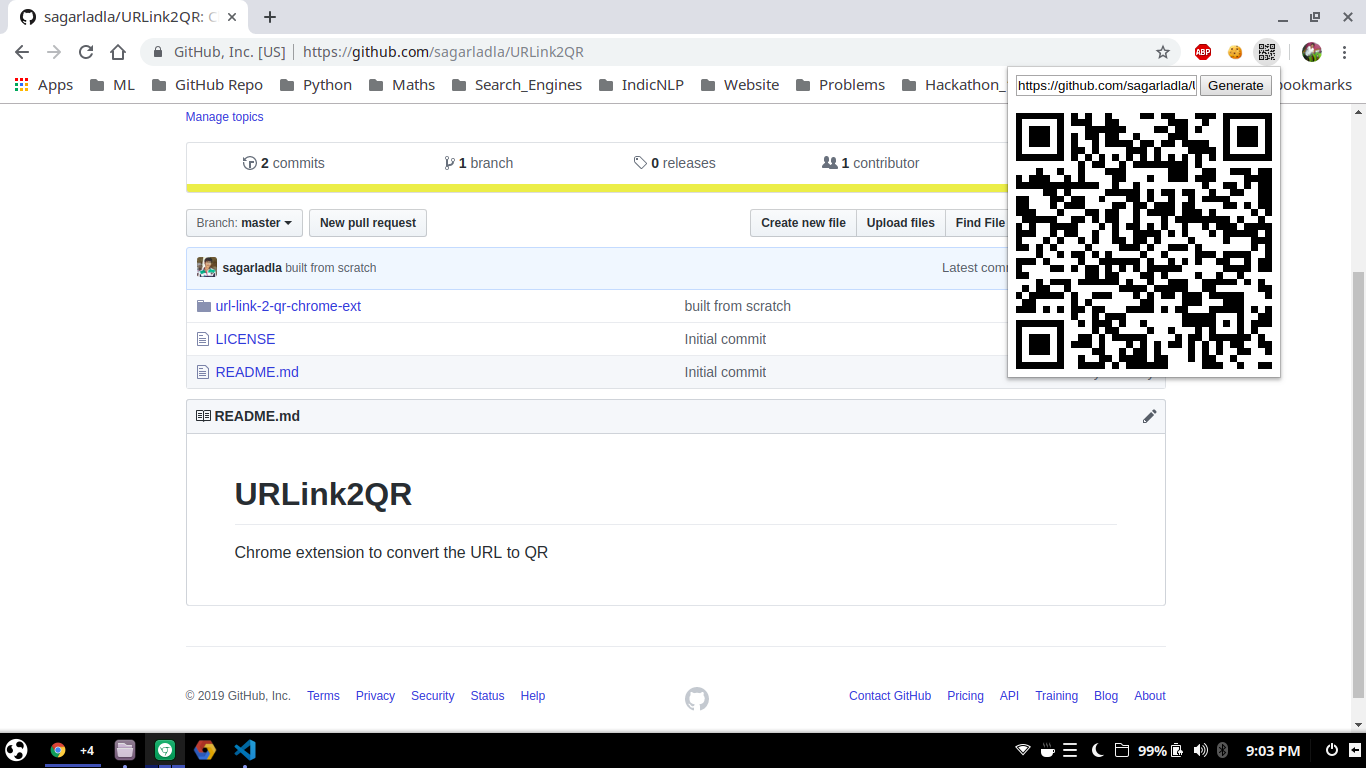 sagarladla/URLink2QR:
GitHub, Inc. [US] https://github.com/sagarladla/URLink2QR
ABP
Apps ML GitHub Repo Python Maths Search_Engines IndicNLP Website Problems Hackathon_ bookmarks
https://github.com/sagarladla/ Generate
Manage topics
2 commits 1 branch 0 releases 1 contributor
Branch: master New pull request Create new file Upload files Find File
sagarladla built from scratch Latest
url-link-2-qr-chrome-ext built from scratch
LICENSE Initial commit
README.md Initial commit
README.md
URLink2QR
Chrome extension to convert the URL to QR
© 2019 GitHub, Inc. Terms Privacy Security Status Help Contact GitHub Pricing API Training Blog About
+4 99% 9:03 PM